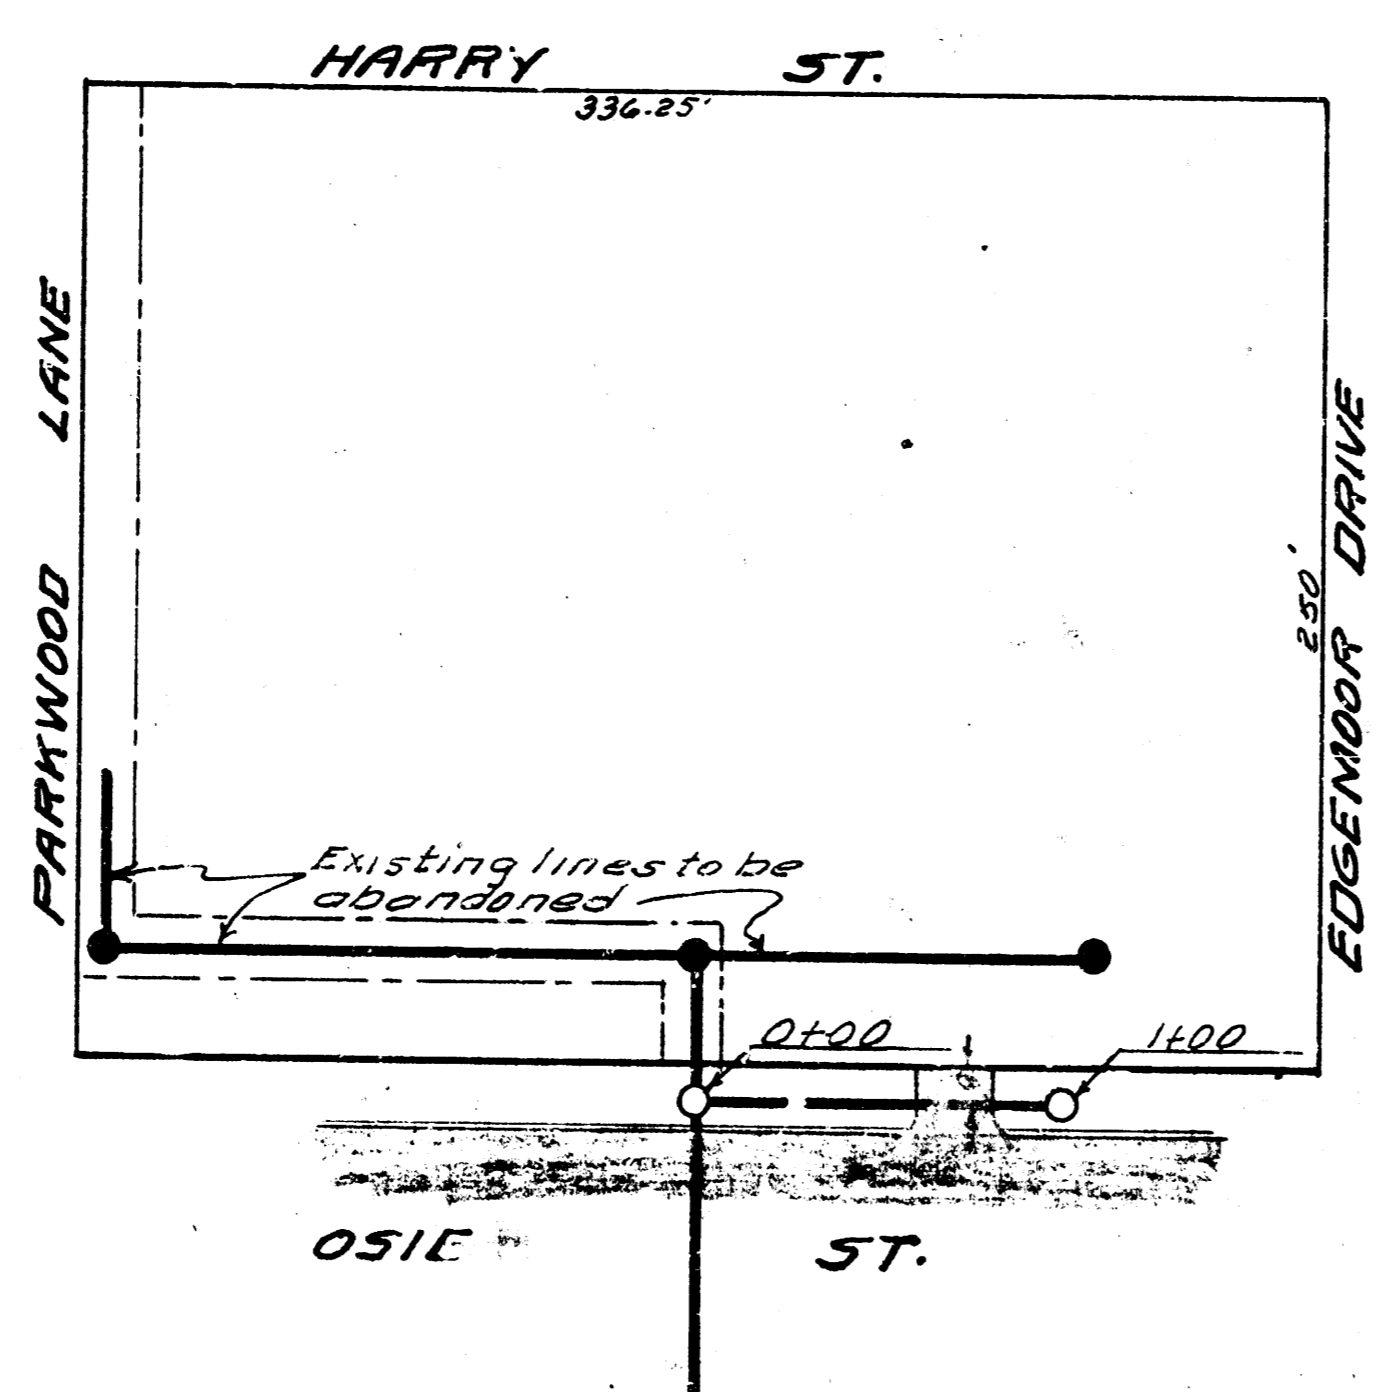 HARRY ST.
336.25'
PARKWOOD LANE
EDGEMOOR DRIVE
250'
Existing lines to be
abandoned
0+00
1+00
OSIE ST.